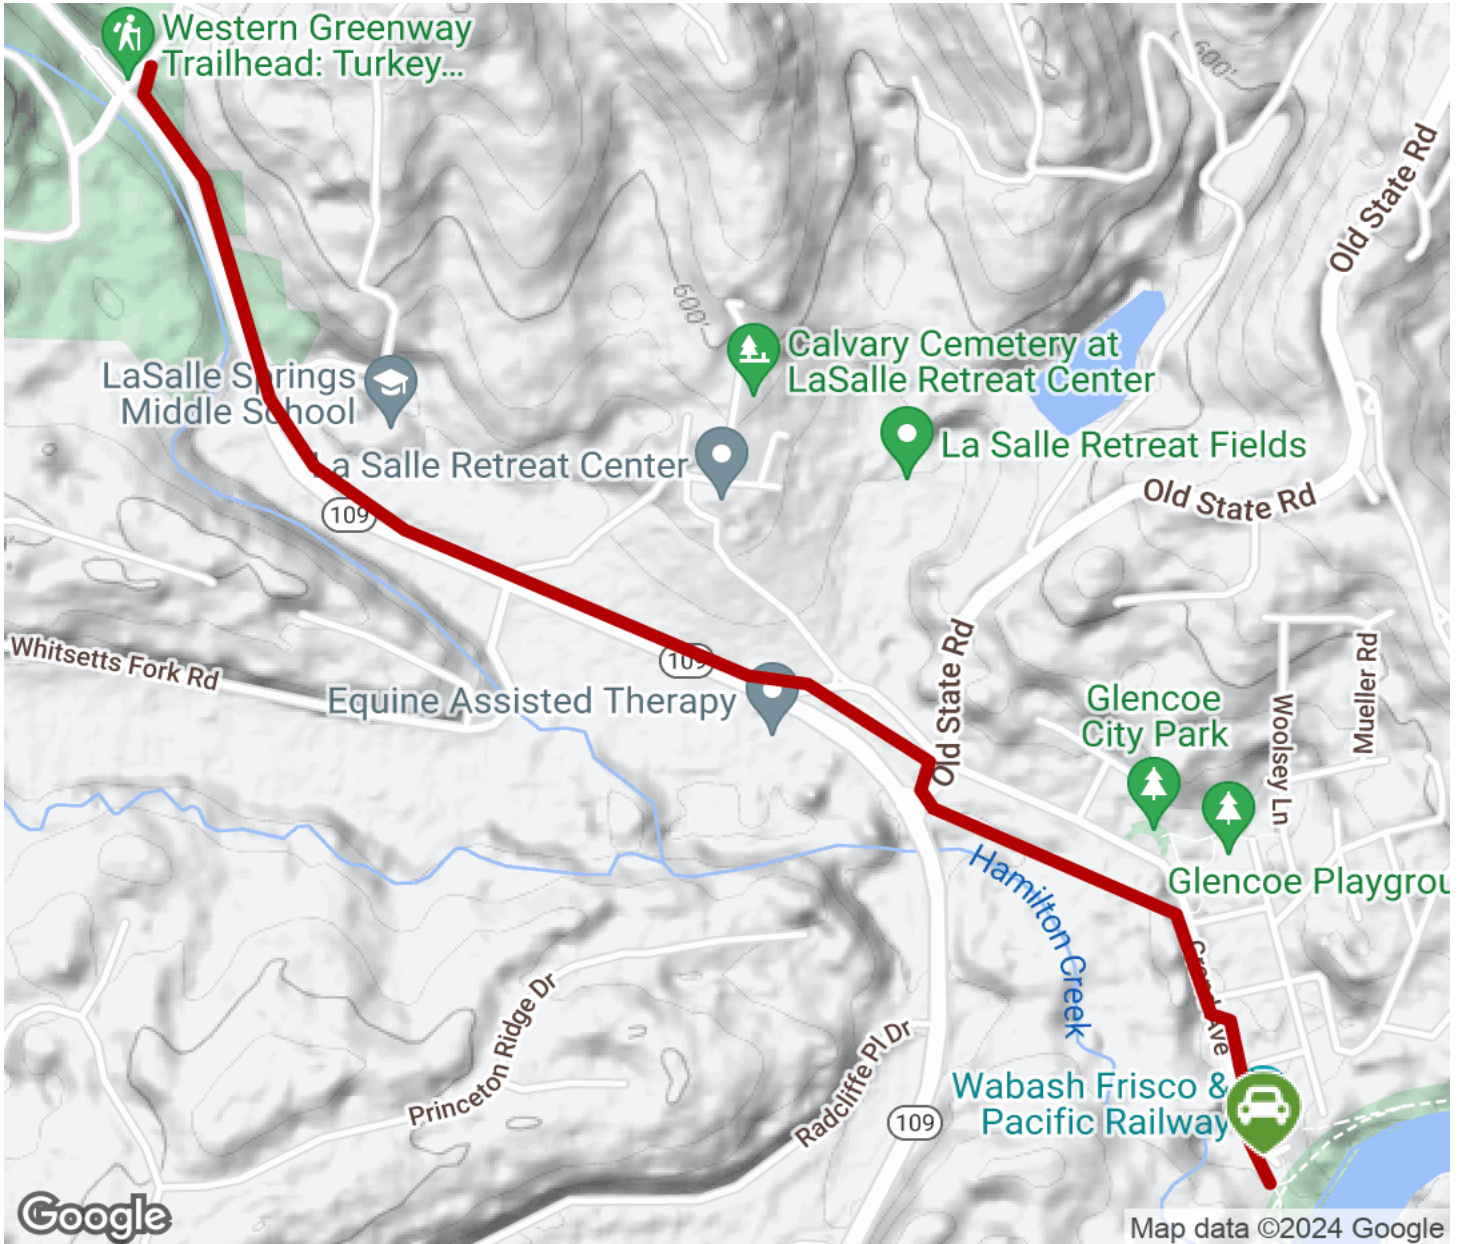 Western Greenway
Trailhead: Turkey...
600'
Old State Rd
600'
Calvary Cemetery at
LaSalle Retreat Center
LaSalle Springs
Middle School
La Salle Retreat Center
La Salle Retreat Fields
Old State Rd
109
Whitsetts Fork Rd
109
Equine Assisted Therapy
Old State Rd
Mueller Rd
Woolsey Ln
Glencoe
City Park
Glencoe Playgrou
Hamilton Creek
Grand Ave
Princeton Ridge Dr
Radcliffe Pl Dr
109
Wabash Frisco &
Pacific Railway
Google
Map data ©2024 Google